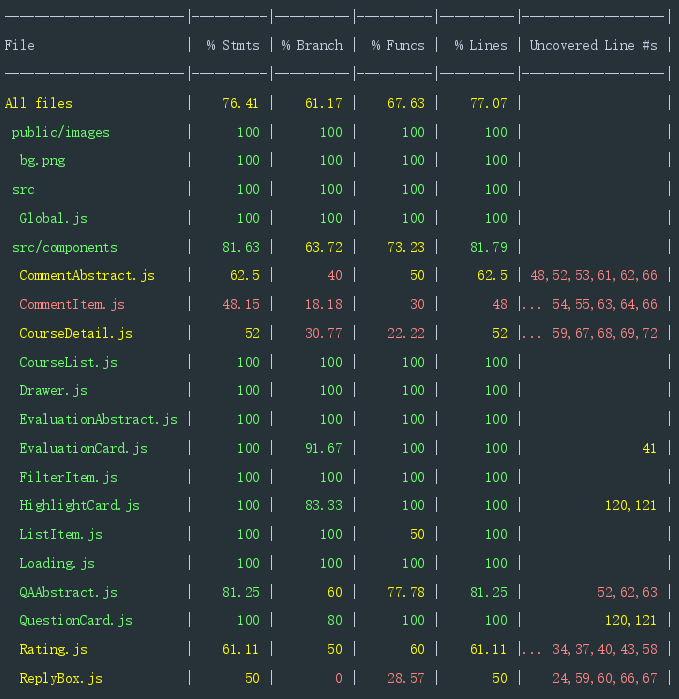 File | % Stmts | % Branch | % Funcs | % Lines | Uncovered Line #s |
All files | 76.41 | 61.17 | 67.63 | 77.07 | |
public/images | 100 | 100 | 100 | 100 | |
bg.png | 100 | 100 | 100 | 100 | |
src | 100 | 100 | 100 | 100 | |
Global.js | 100 | 100 | 100 | 100 | |
src/components | 81.63 | 63.72 | 73.23 | 81.79 | |
CommentAbstract.js | 62.5 | 40 | 50 | 62.5 | 48,52,53,61,62,66 |
CommentItem.js | 48.15 | 18.18 | 30 | 48 |... 54,55,63,64,66 |
CourseDetail.js | 52 | 30.77 | 22.22 | 52 |... 59,67,68,69,72 |
CourseList.js | 100 | 100 | 100 | 100 | |
Drawer.js | 100 | 100 | 100 | 100 | |
EvaluationAbstract.js | 100 | 100 | 100 | 100 | |
EvaluationCard.js | 100 | 91.67 | 100 | 100 | 41 |
FilterItem.js | 100 | 100 | 100 | 100 | |
HighlightCard.js | 100 | 83.33 | 100 | 100 | 120,121 |
ListItem.js | 100 | 100 | 50 | 100 | |
Loading.js | 100 | 100 | 100 | 100 | |
QAAbstract.js | 81.25 | 60 | 77.78 | 81.25 | 52,62,63 |
QuestionCard.js | 100 | 80 | 100 | 100 | 120,121 |
Rating.js | 61.11 | 50 | 60 | 61.11 |... 34,37,40,43,58 |
ReplyBox.js | 50 | 0 | 28.57 | 50 | 24,59,60,66,67 |